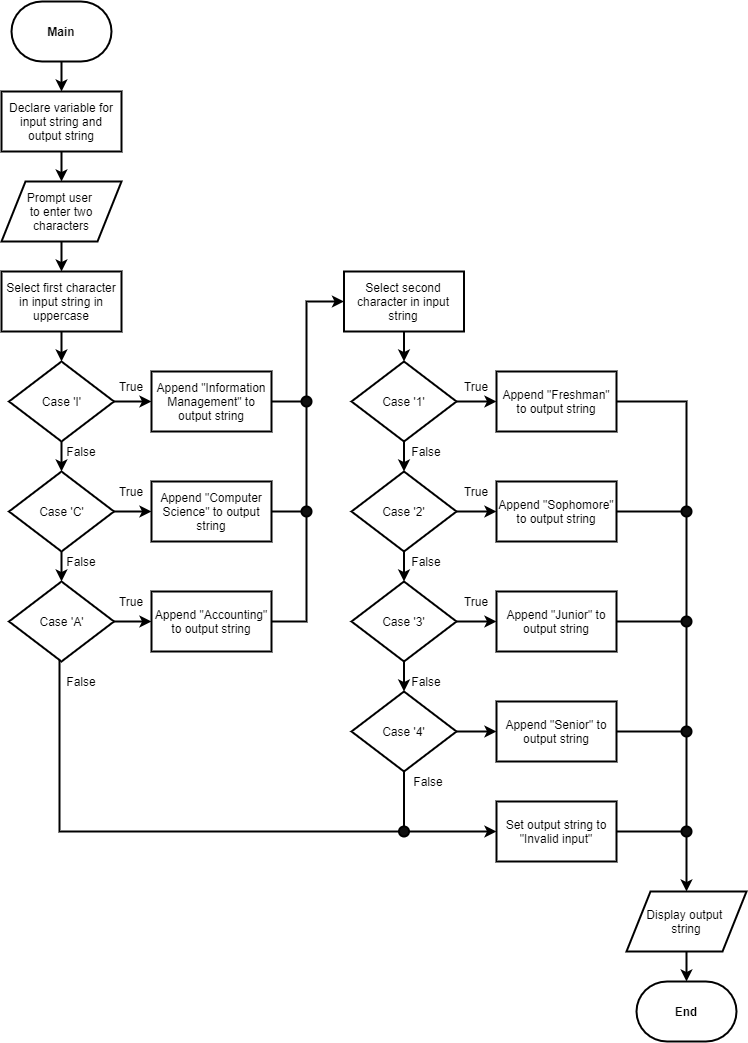 Main
Declare variable for
input string and
output string
Prompt user
to enter two
characters
Select first character
in input string in
uppercase
Case 'I'
True
Append "Information
Management" to
output string
False
Case 'C'
True
Append "Computer
Science" to output
string
False
Case 'A'
True
Append "Accounting"
to output string
False
Select second
character in input
string
Case '1'
True
Append "Freshman"
to output string
False
Case '2'
True
Append "Sophomore"
to output string
False
Case '3'
True
Append "Junior" to
output string
False
Case '4'
Append "Senior" to
output string
False
Set output string to
"Invalid input"
Display output
string
End